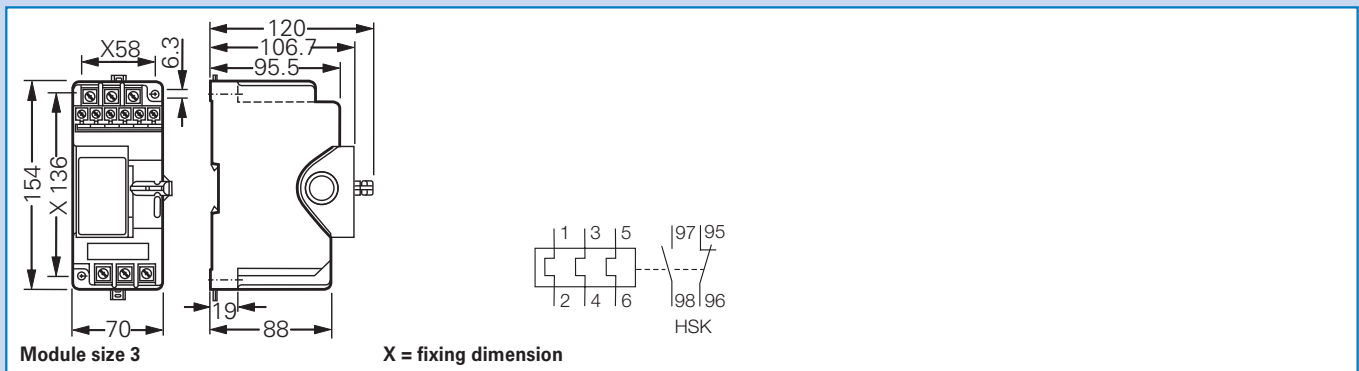 120
106.7
95.5
X58
6.3
154
X 136
19
70
88
1 3 5 97 95
2 4 6 98 96
HSK
Module size 3
X = fixing dimension